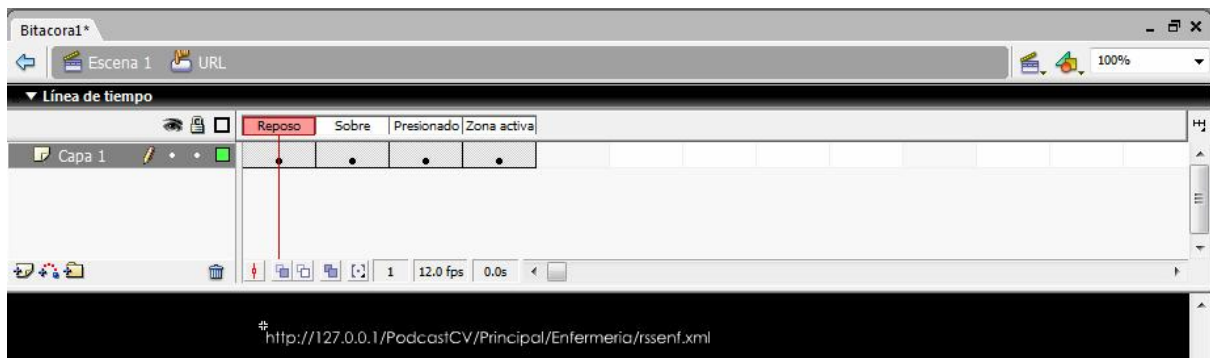 Bitacora1*
Escena 1 URL 100%
Línea de tiempo
Reposo Sobre Presionado Zona activa
Capa 1
1 12.0 fps 0.0s
http://127.0.0.1/PodcastCV/Principal/Enfermeria/rssenf.xml